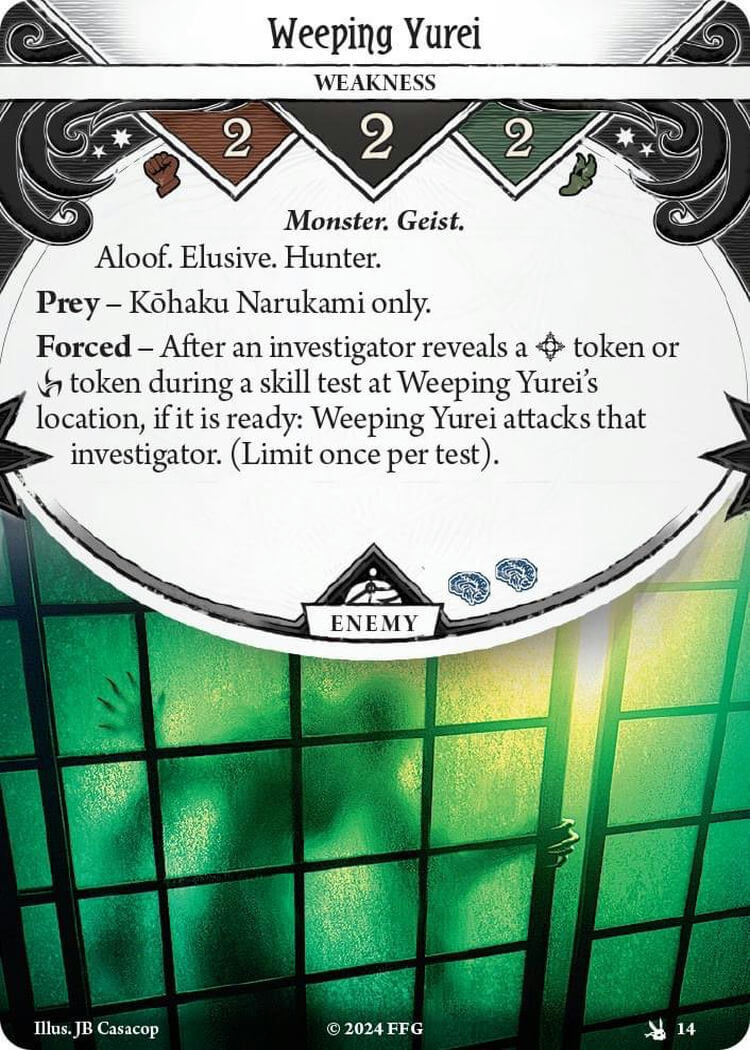 Weeping Yurei
WEAKNESS
2 2 2
Monster. Geist.
Aloof. Elusive. Hunter.
Prey – Kōhaku Narukami only.
Forced – After an investigator reveals a token or
token during a skill test at Weeping Yurei's
location, if it is ready: Weeping Yurei attacks that
investigator. (Limit once per test).
ENEMY
Illus. JB Casacop © 2024 FFG 14